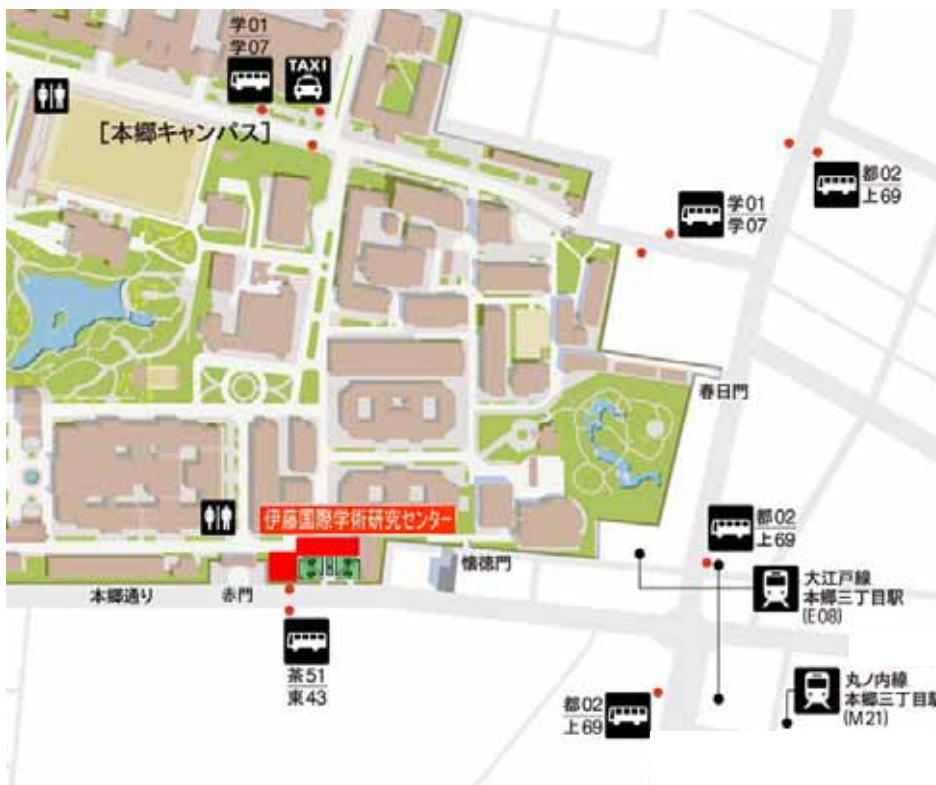 学01
学07
TAXI
[本郷キャンパス]
都02
上69
学01
学07
春日門
伊藤国際学術研究センター
都02
上69
懐徳門
大江戸線
本郷三丁目駅
(E08)
本郷通り
赤門
茶51
東43
都02
上69
丸ノ内線
本郷三丁目駅
(M21)